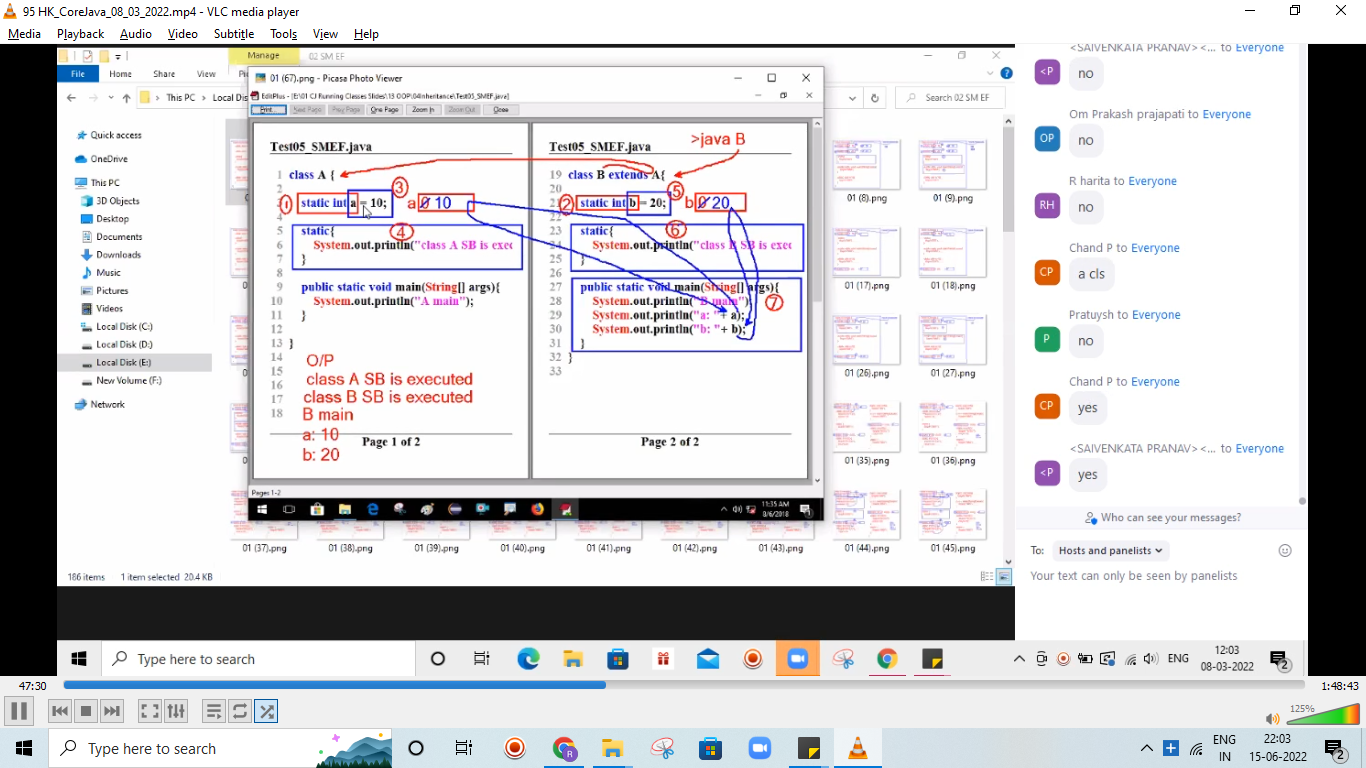 95 HK_CoreJava_08_03_2022.mp4 - VLC media player
Media Playback Audio Video Subtitle Tools View Help
Manage 02 SM EF
File Home Share View
This PC Local Dis
Search 02 SM EF
Quick access
OneDrive
This PC
3D Objects
Desktop
Documents
Downloads
Music
Pictures
Videos
Local Disk (C:)
Local Disk (D:)
Local Disk (E:)
New Volume (F:)
Network
01 (67).png - Picasa Photo Viewer
EditPlus - [E:\01 CJ Running Classes Slides\13 OOP\04Inheritance\Test05_SMEF.java]
Print... Next Page Prev Page One Page Zoom In Zoom Out Close
Test05_SMEF.java
1 class A {
2
3 static int a = 10;
4
5 static{
6 System.out.println("class A SB is exec
7 }
8
9 public static void main(String[] args){
10 System.out.println("A main");
11 }
12
13 }
14
15
16
17
18
① ③ a 0 10
④
O/P
class A SB is executed
class B SB is executed
B main
a: 10
b: 20
Page 1 of 2
Test05_SMEF.java
>java B
19 class B extends A{
20
21 static int b = 20;
22
23 static{
24 System.out.println("class B SB is exec
25 }
26
27 public static void main(String[] args){
28 System.out.println("B main");
29 System.out.println("a: "+ a);
30 System.out.println("b: "+ b);
31 }
32 }
33
② ⑤ b 0 20
⑥
⑦
Page 2 of 2
Pages 1-2
11:35 AM
8/6/2018
01 (8).png 01 (9).png
01 (17).png 01 (18).png
01 (26).png 01 (27).png
01 (35).png 01 (36).png
01 (37).png 01 (38).png 01 (39).png 01 (40).png 01 (41).png 01 (42).png 01 (43).png 01 (44).png 01 (45).png
186 items 1 item selected 20.4 KB
<SAIVENKATA PRANAV> <... to Everyone
<P no
Om Prakash prajapati to Everyone
OP no
R harita to Everyone
RH no
Chand P to Everyone
CP a cls
Pratuysh to Everyone
P no
Chand P to Everyone
CP yes
<SAIVENKATA PRANAV> <... to Everyone
<P yes
Who can see your messages?
To: Hosts and panelists
Your text can only be seen by panelists
Type here to search
ENG
12:03
08-03-2022
2
47:30
1:48:43
125%
Type here to search
R
ENG
IN
22:03
15-06-2022
2